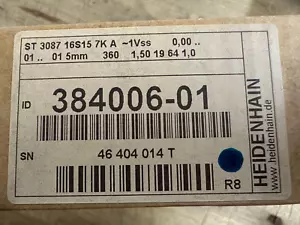 ST 3087 16S15 7K A ~1Vss 0,00 ..
01 .. 01 5mm 360 1,50 19 64 1,0
ID 384006-01
SN 46 404 014 T
R8
HEIDENHAIN
www.heidenhain.de